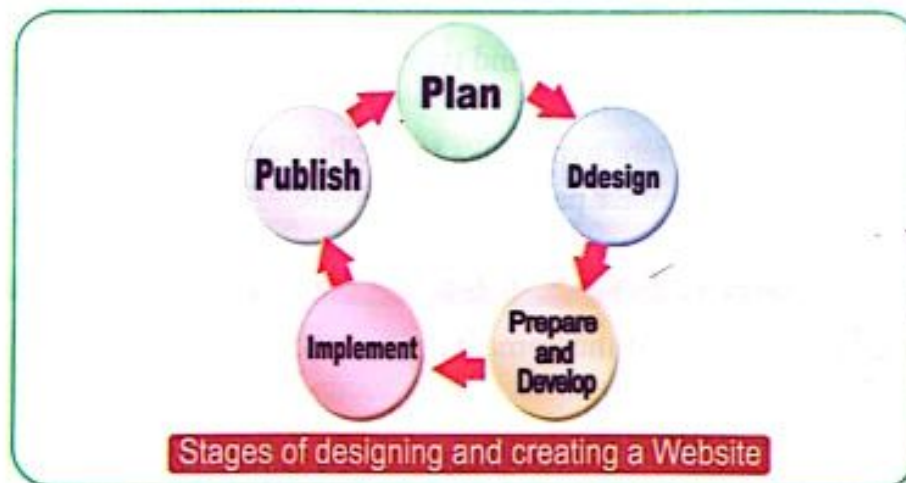 Plan
Ddesign
Prepare
and
Develop
Implement
Publish
Stages of designing and creating a Website